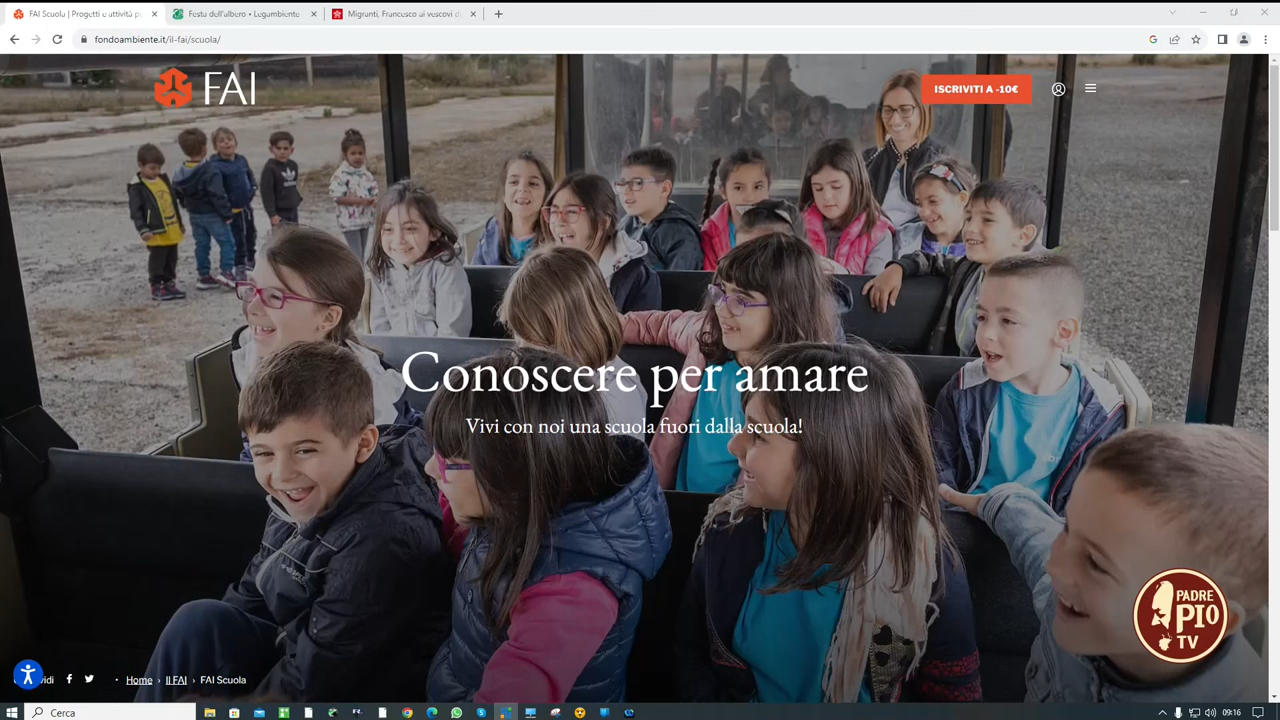 FAI Scuola | Progetti e attività p
Festa dell'albero • Legambiente
Migranti, Francesco ai vescovi d
fondoambiente.it/il-fai/scuola/
FAI
ISCRIVITI A -10€
Conoscere per amare
Vivi con noi una scuola fuori dalla scuola!
PADRE
PIO
TV
vidi
Home › Il FAI › FAI Scuola
Cerca
09:16